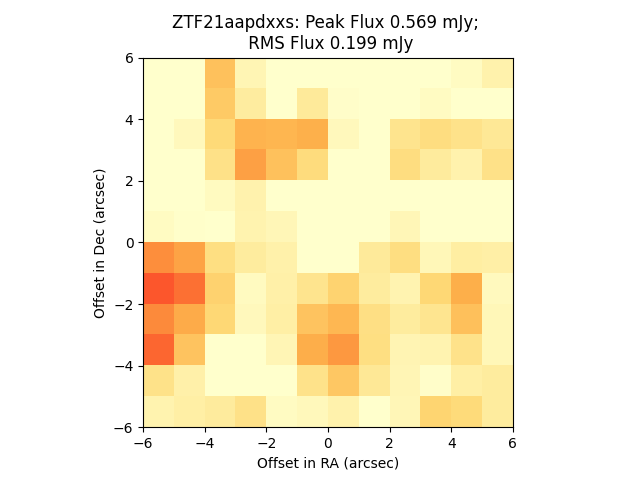 ZTF21aapdxxs: Peak Flux 0.569 mJy;
RMS Flux 0.199 mJy
6
4
2
0
−2
−4
−6
Offset in Dec (arcsec)
−6 −4 −2 0 2 4 6
Offset in RA (arcsec)